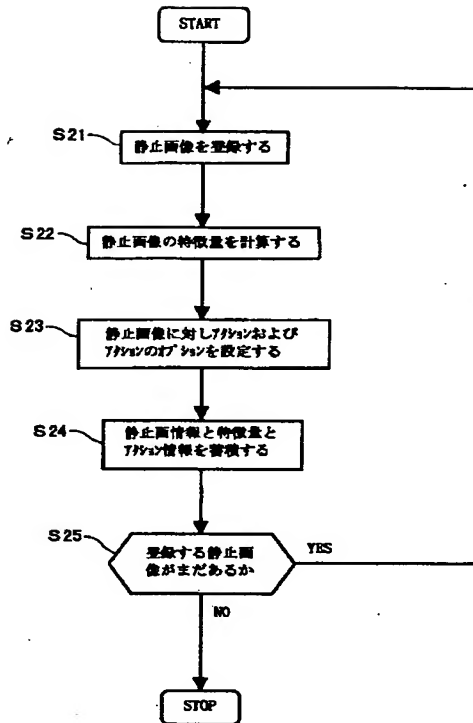 START
S21
静止画像を登録する
S22
静止画像の特徴量を計算する
S23
静止画像に対しアクションおよび
アクションのオプションを設定する
S24
静止画情報と特徴量と
アクション情報を蓄積する
S25
登録する静止画
像がまだあるか
YES
NO
STOP